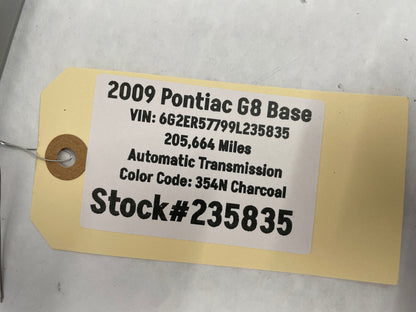 2009 Pontiac G8 Base
VIN: 6G2ER57799L235835
205,664 Miles
Automatic Transmission
Color Code: 354N Charcoal
Stock#235835